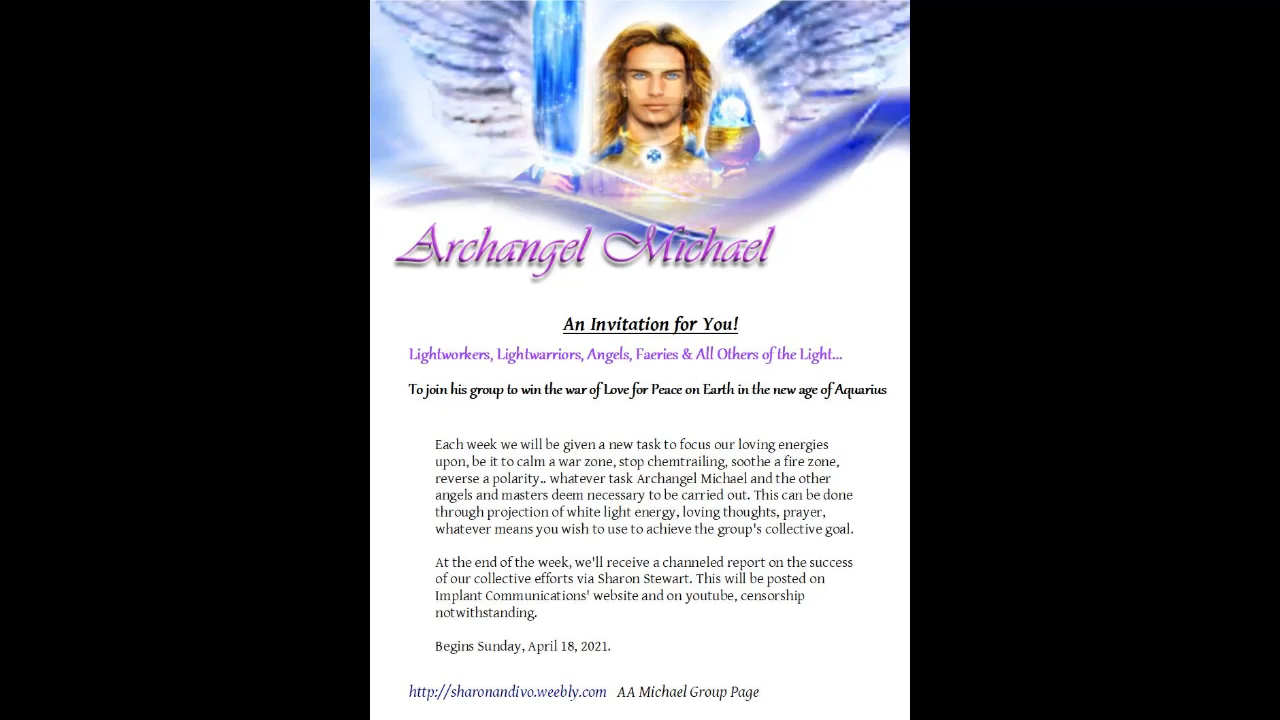 Archangel Michael
An Invitation for You!
Lightworkers, Lightwarriors, Angels, Faeries & All Others of the Light...
To join his group to win the war of Love for Peace on Earth in the new age of Aquarius
Each week we will be given a new task to focus our loving energies
upon, be it to calm a war zone, stop chemtrailing, soothe a fire zone,
reverse a polarity.. whatever task Archangel Michael and the other
angels and masters deem necessary to be carried out. This can be done
through projection of white light energy, loving thoughts, prayer,
whatever means you wish to use to achieve the group's collective goal.
At the end of the week, we'll receive a channeled report on the success
of our collective efforts via Sharon Stewart. This will be posted on
Implant Communications' website and on youtube, censorship
notwithstanding.
Begins Sunday, April 18, 2021.
http://sharonandivo.weebly.com AA Michael Group Page